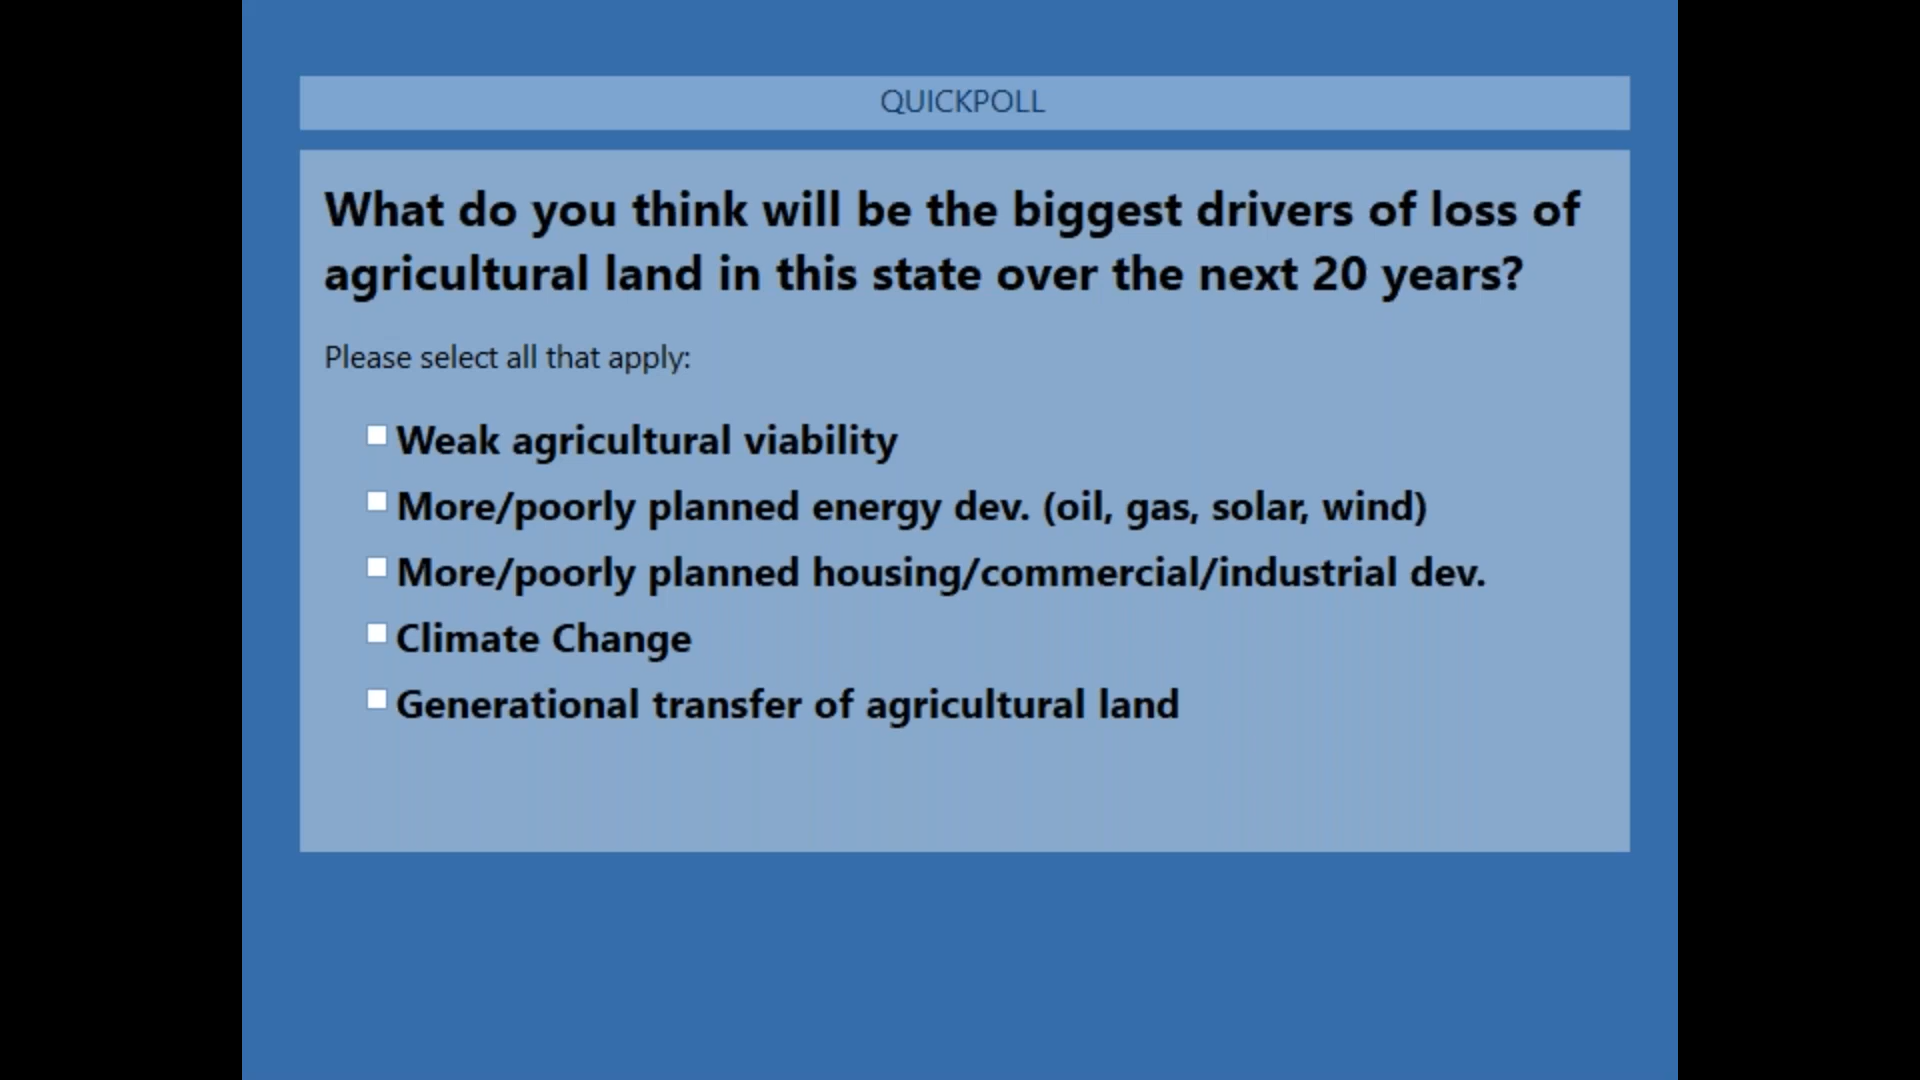 QUICKPOLL
What do you think will be the biggest drivers of loss of
agricultural land in this state over the next 20 years?
Please select all that apply:
Weak agricultural viability
More/poorly planned energy dev. (oil, gas, solar, wind)
More/poorly planned housing/commercial/industrial dev.
Climate Change
Generational transfer of agricultural land